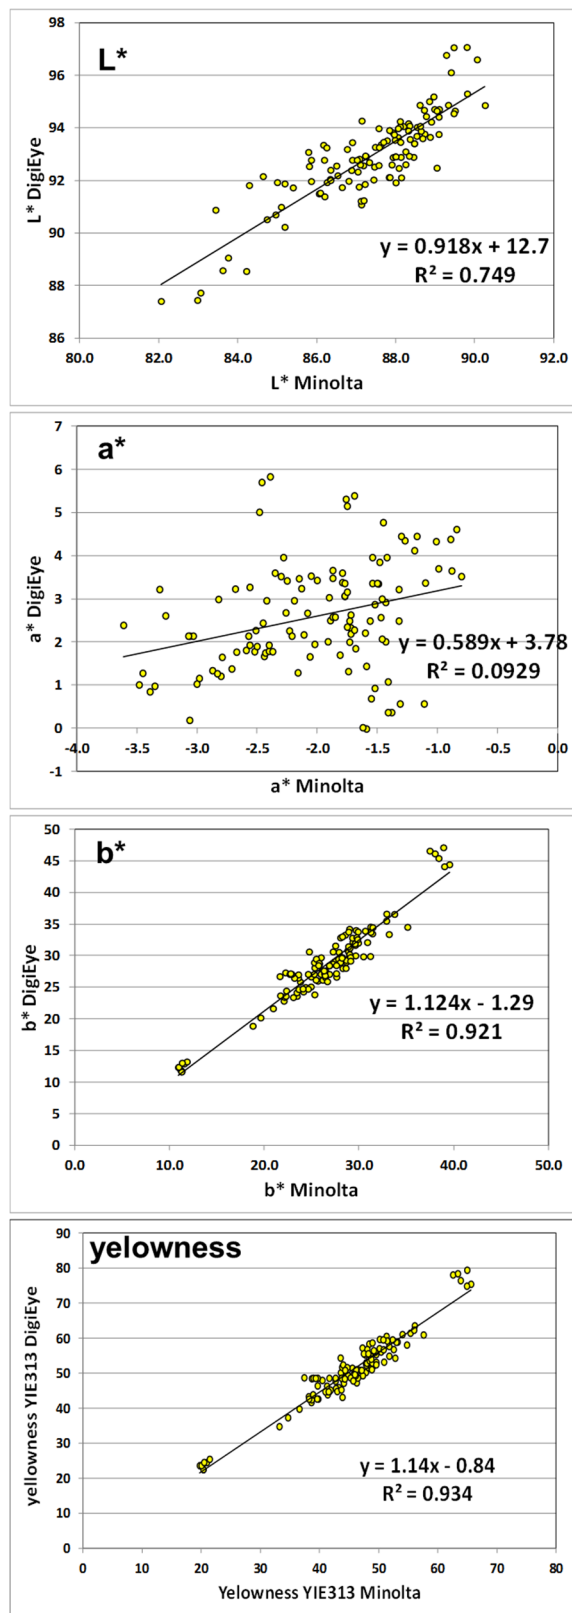 L*
98
96
94
92
90
88
86
L* DigiEye
y = 0.918x + 12.7
R² = 0.749
80.0 82.0 84.0 86.0 88.0 90.0 92.0
L* Minolta
a*
7
6
5
4
3
2
1
0
-1
a* DigiEye
y = 0.589x + 3.78
R² = 0.0929
-4.0 -3.5 -3.0 -2.5 -2.0 -1.5 -1.0 -0.5 0.0
a* Minolta
b*
50
45
40
35
30
25
20
15
10
5
0
b* DigiEye
y = 1.124x - 1.29
R² = 0.921
0.0 10.0 20.0 30.0 40.0 50.0
b* Minolta
yelowness
90
80
70
60
50
40
30
20
10
0
yellowness YIE313 DigiEye
y = 1.14x - 0.84
R² = 0.934
0 10 20 30 40 50 60 70 80
Yelowness YIE313 Minolta